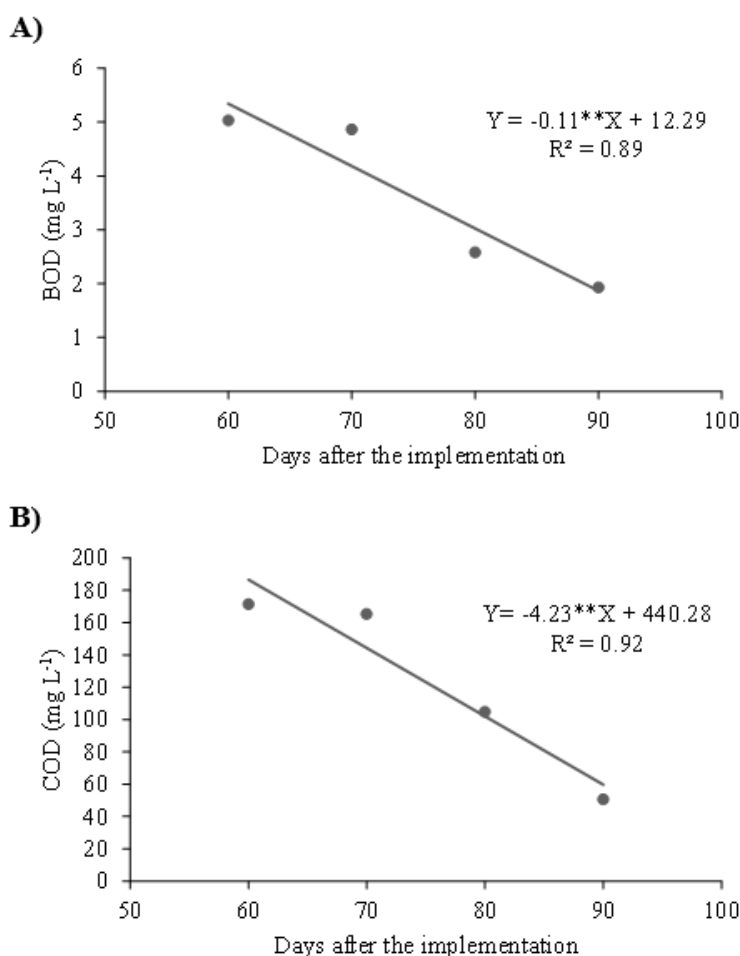 A)
6
5
4
3
2
1
0
BOD (mg L⁻¹)
Y = -0.11**X + 12.29
R² = 0.89
50 60 70 80 90 100
Days after the implementation
B)
200
180
160
140
120
100
80
60
40
20
0
COD (mg L⁻¹)
Y= -4.23**X + 440.28
R² = 0.92
50 60 70 80 90 100
Days after the implementation